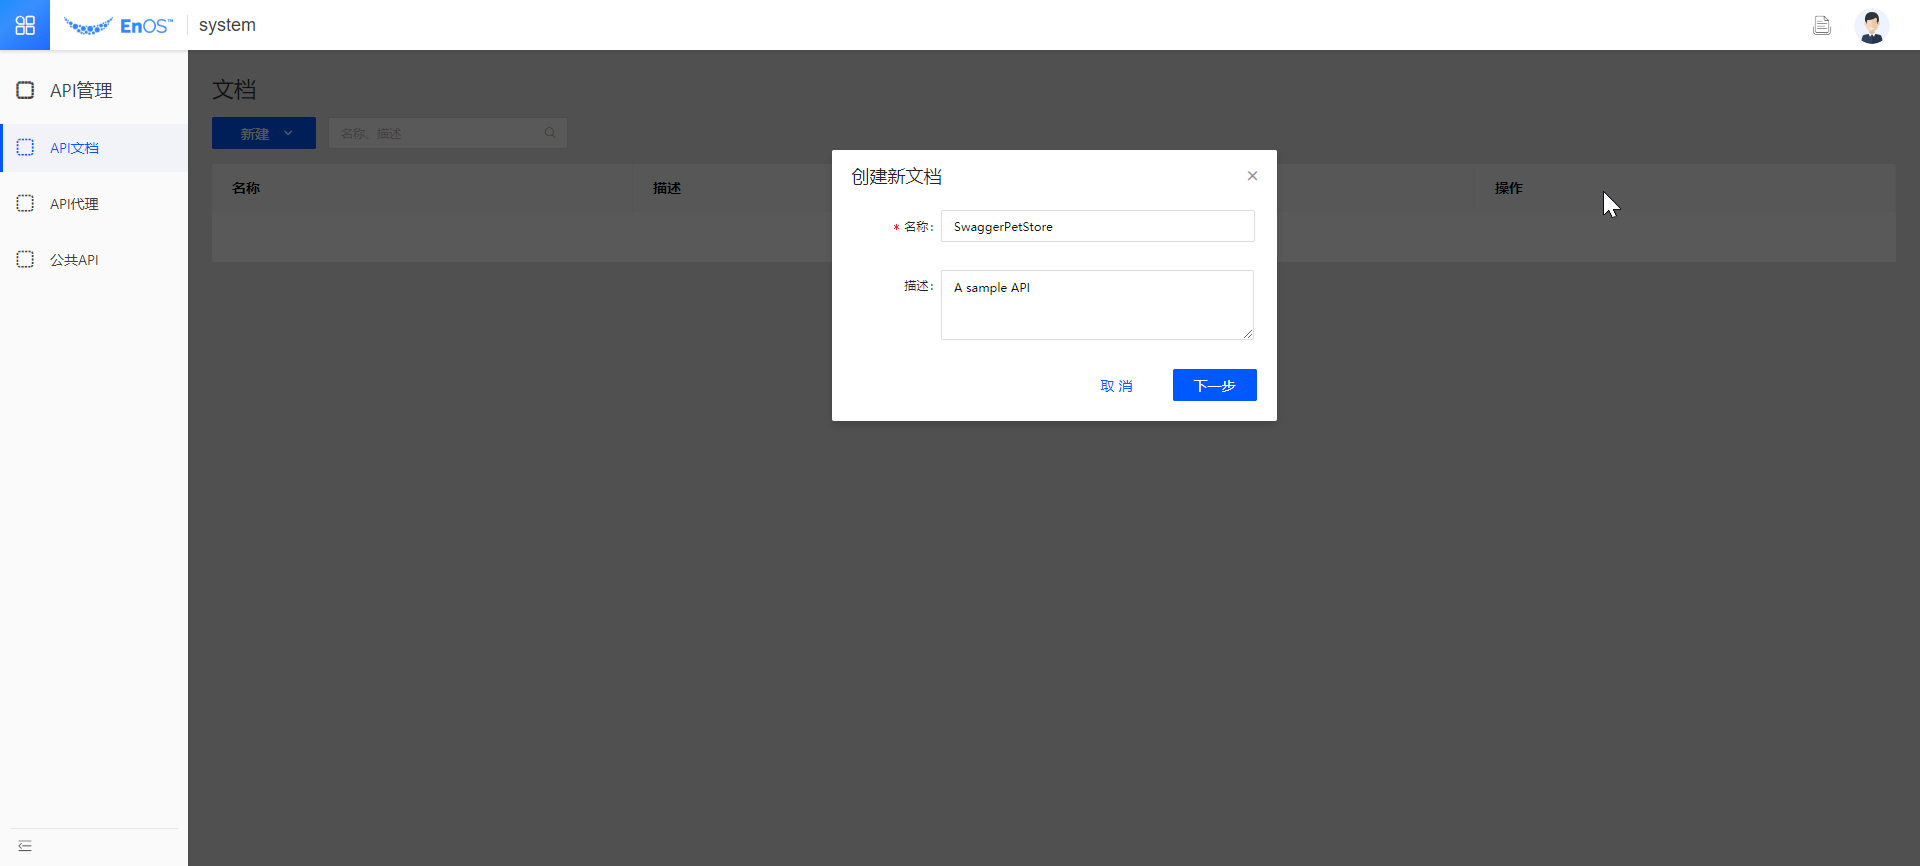 EnOS™ system
API管理
API文档
API代理
公共API
文档
新建
名称、描述
名称 描述 操作
创建新文档
* 名称: SwaggerPetStore
描述: A sample API
取 消 下一步